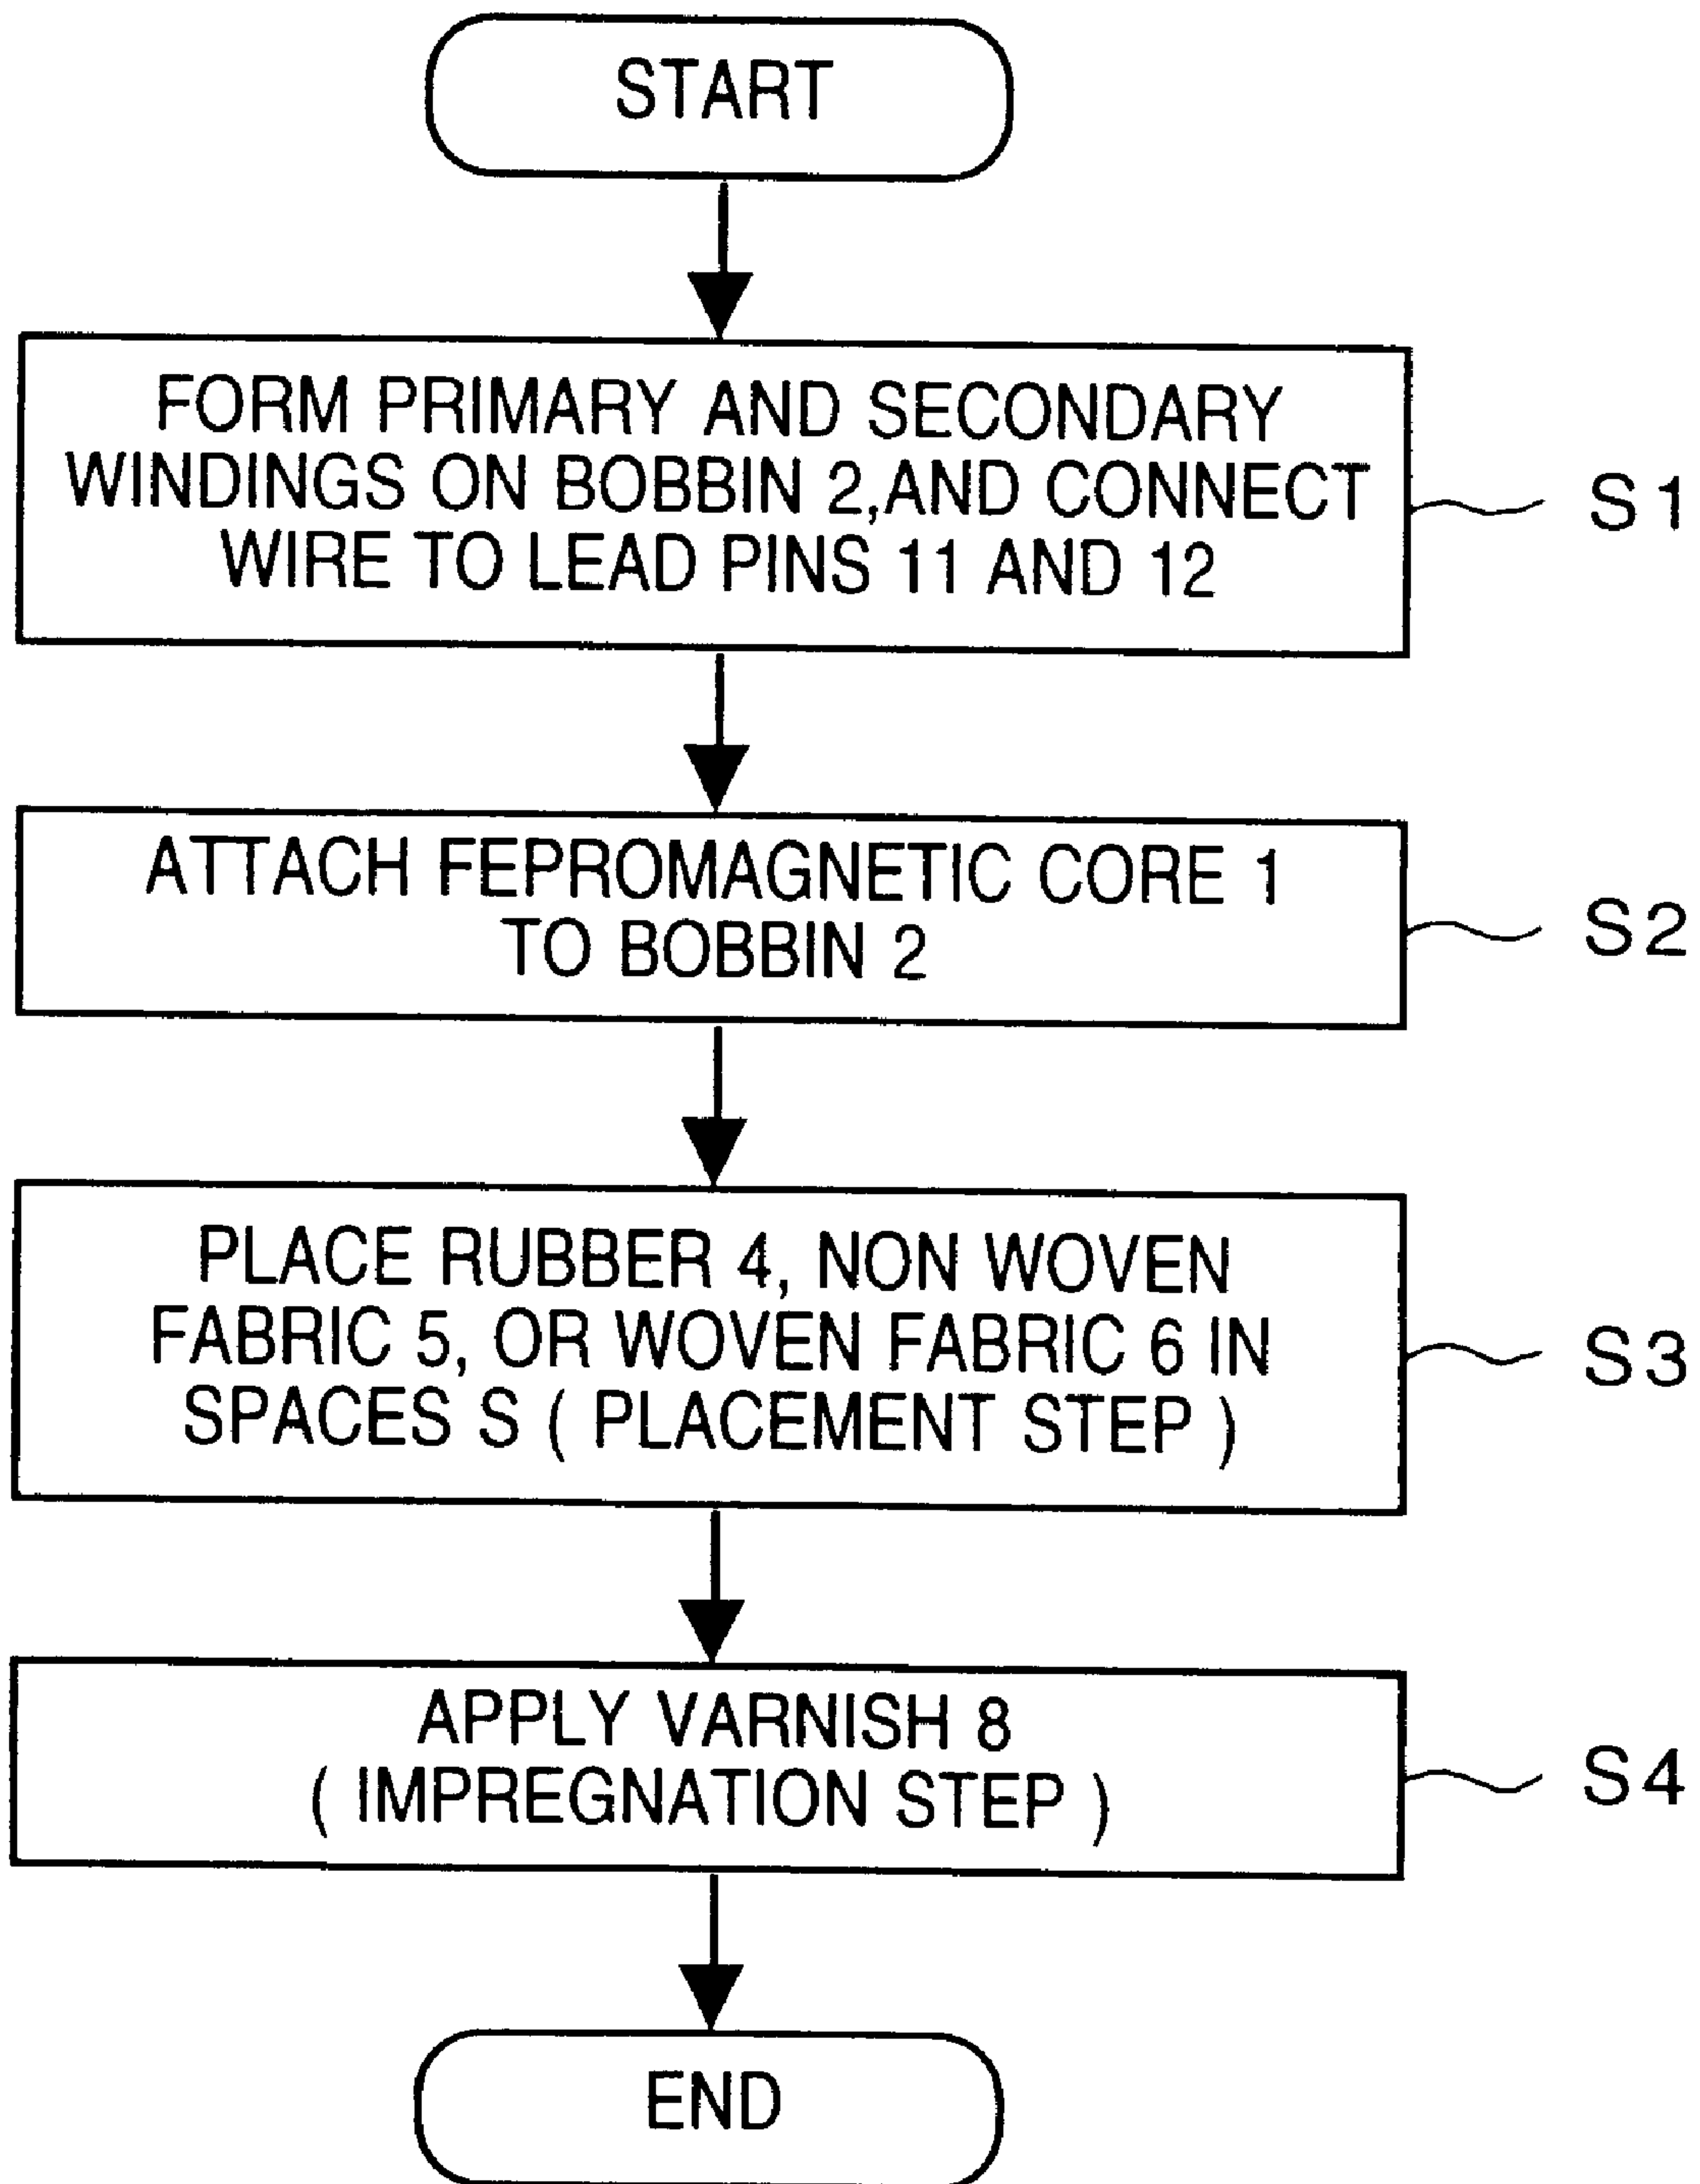 START
FORM PRIMARY AND SECONDARY
WINDINGS ON BOBBIN 2,AND CONNECT
WIRE TO LEAD PINS 11 AND 12
S1
ATTACH FEPROMAGNETIC CORE 1
TO BOBBIN 2
S2
PLACE RUBBER 4, NON WOVEN
FABRIC 5, OR WOVEN FABRIC 6 IN
SPACES S ( PLACEMENT STEP )
S3
APPLY VARNISH 8
( IMPREGNATION STEP )
S4
END